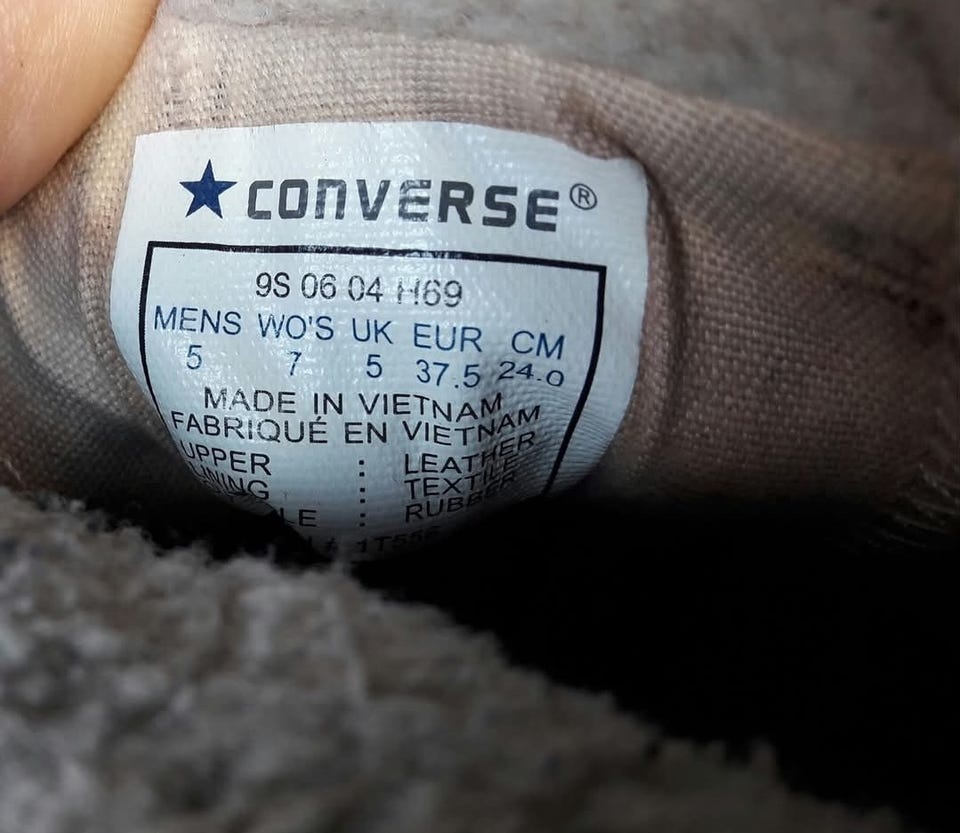 ★ CONVERSE®
9S 06 04 H69
MENS WO'S UK EUR CM
5 7 5 37.5 24.0
MADE IN VIETNAM
FABRIQUÉ EN VIETNAM
UPPER : LEATHER
: TEXTILE
: RUBBER